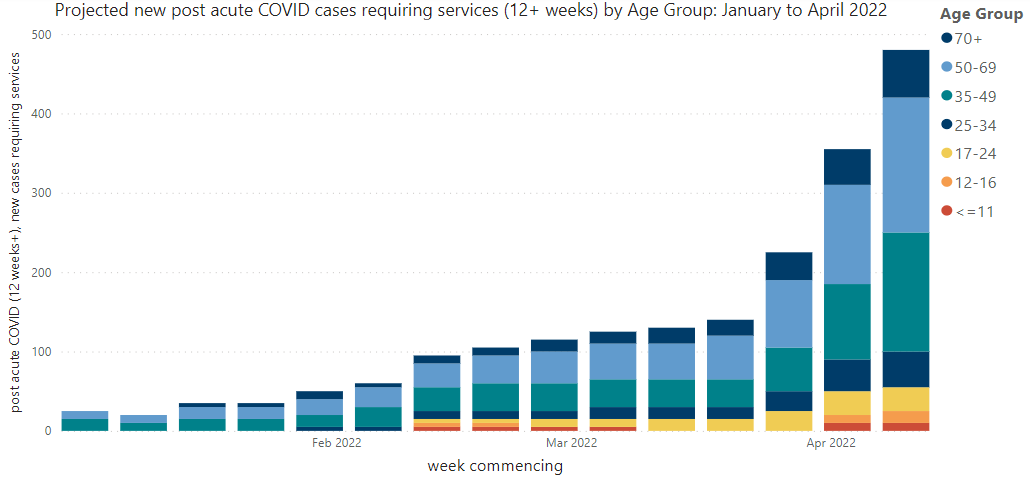 Projected new post acute COVID cases requiring services (12+ weeks) by Age Group: January to April 2022
Age Group
70+
50-69
35-49
25-34
17-24
12-16
<=11
post acute COVID (12 weeks+), new cases requiring services
500
400
300
200
100
0
Feb 2022
Mar 2022
Apr 2022
week commencing